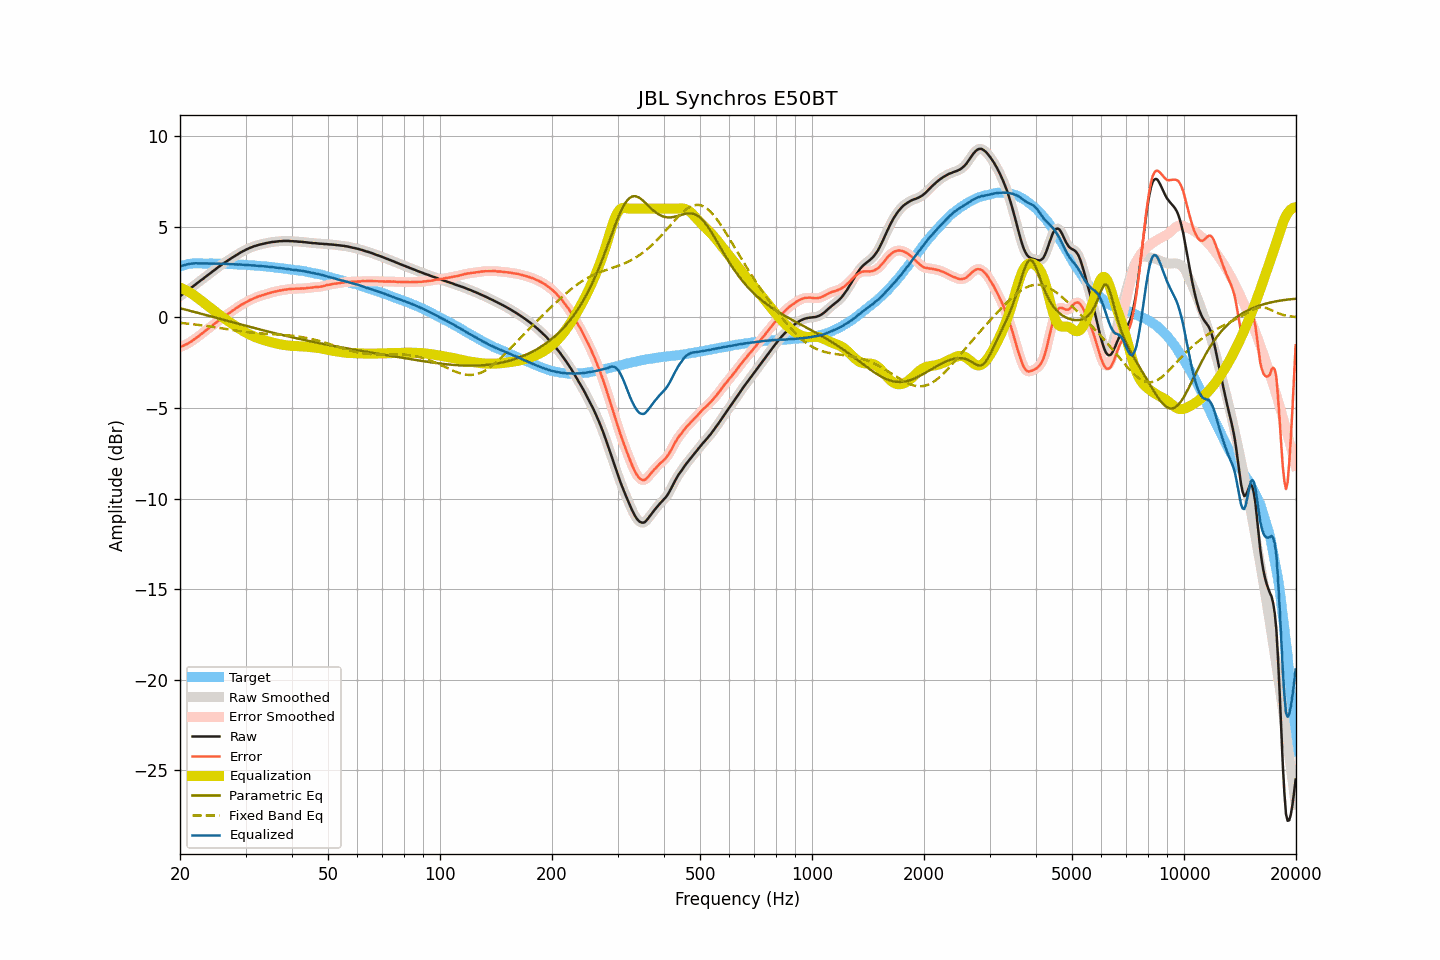 JBL Synchros E50BT
10
5
0
−5
−10
−15
−20
−25
Amplitude (dBr)
Target
Raw Smoothed
Error Smoothed
Raw
Error
Equalization
Parametric Eq
Fixed Band Eq
Equalized
20 50 100 200 500 1000 2000 5000 10000 20000
Frequency (Hz)